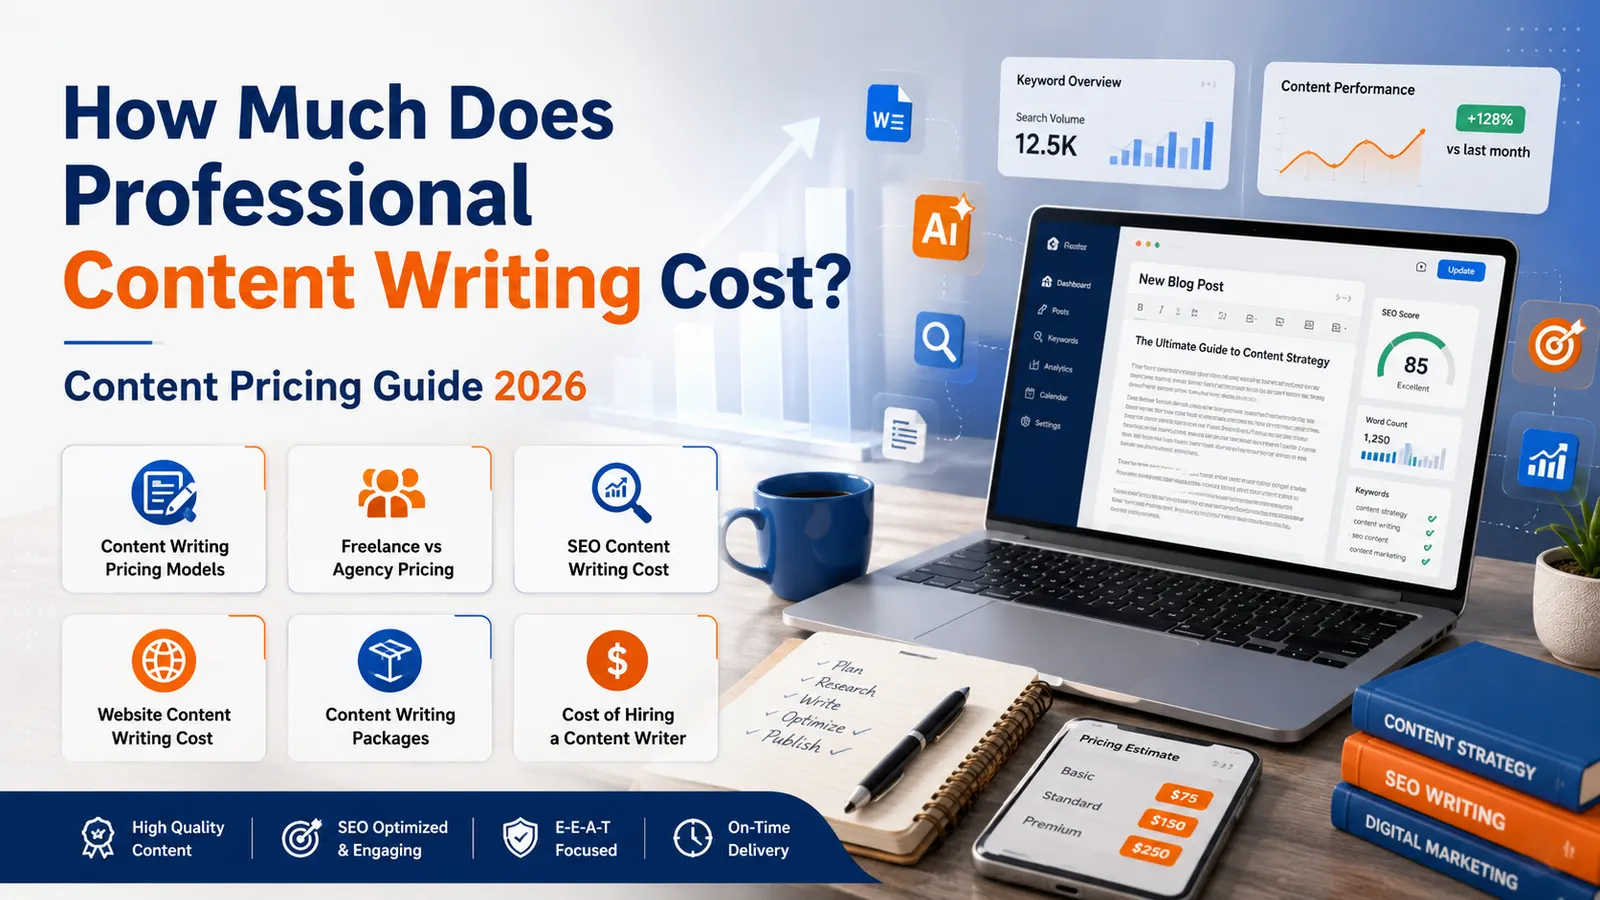 How Much Does
Professional
Content Writing Cost?
Content Pricing Guide 2026
Content Writing
Pricing Models
Freelance vs
Agency Pricing
SEO Content
Writing Cost
Website Content
Writing Cost
Content Writing
Packages
Cost of Hiring
a Content Writer
High Quality
Content
SEO Optimized
& Engaging
E-E-A-T
Focused
On-Time
Delivery
W
Ai
Keyword Overview
Search Volume
12.5K
Content Performance
+128%
vs last month
Dashboard
Posts
Keywords
Analytics
Calendar
Settings
Update
New Blog Post
B I
The Ultimate Guide to Content Strategy
SEO Score
85
Excellent
Word Count
1,250
Keywords
content strategy
content writing
seo content
content marketing
Plan
Research
Write
Optimize
Publish
Pricing Estimate
Basic $75
Standard $150
Premium $250
CONTENT STRATEGY
SEO WRITING
DIGITAL MARKETING